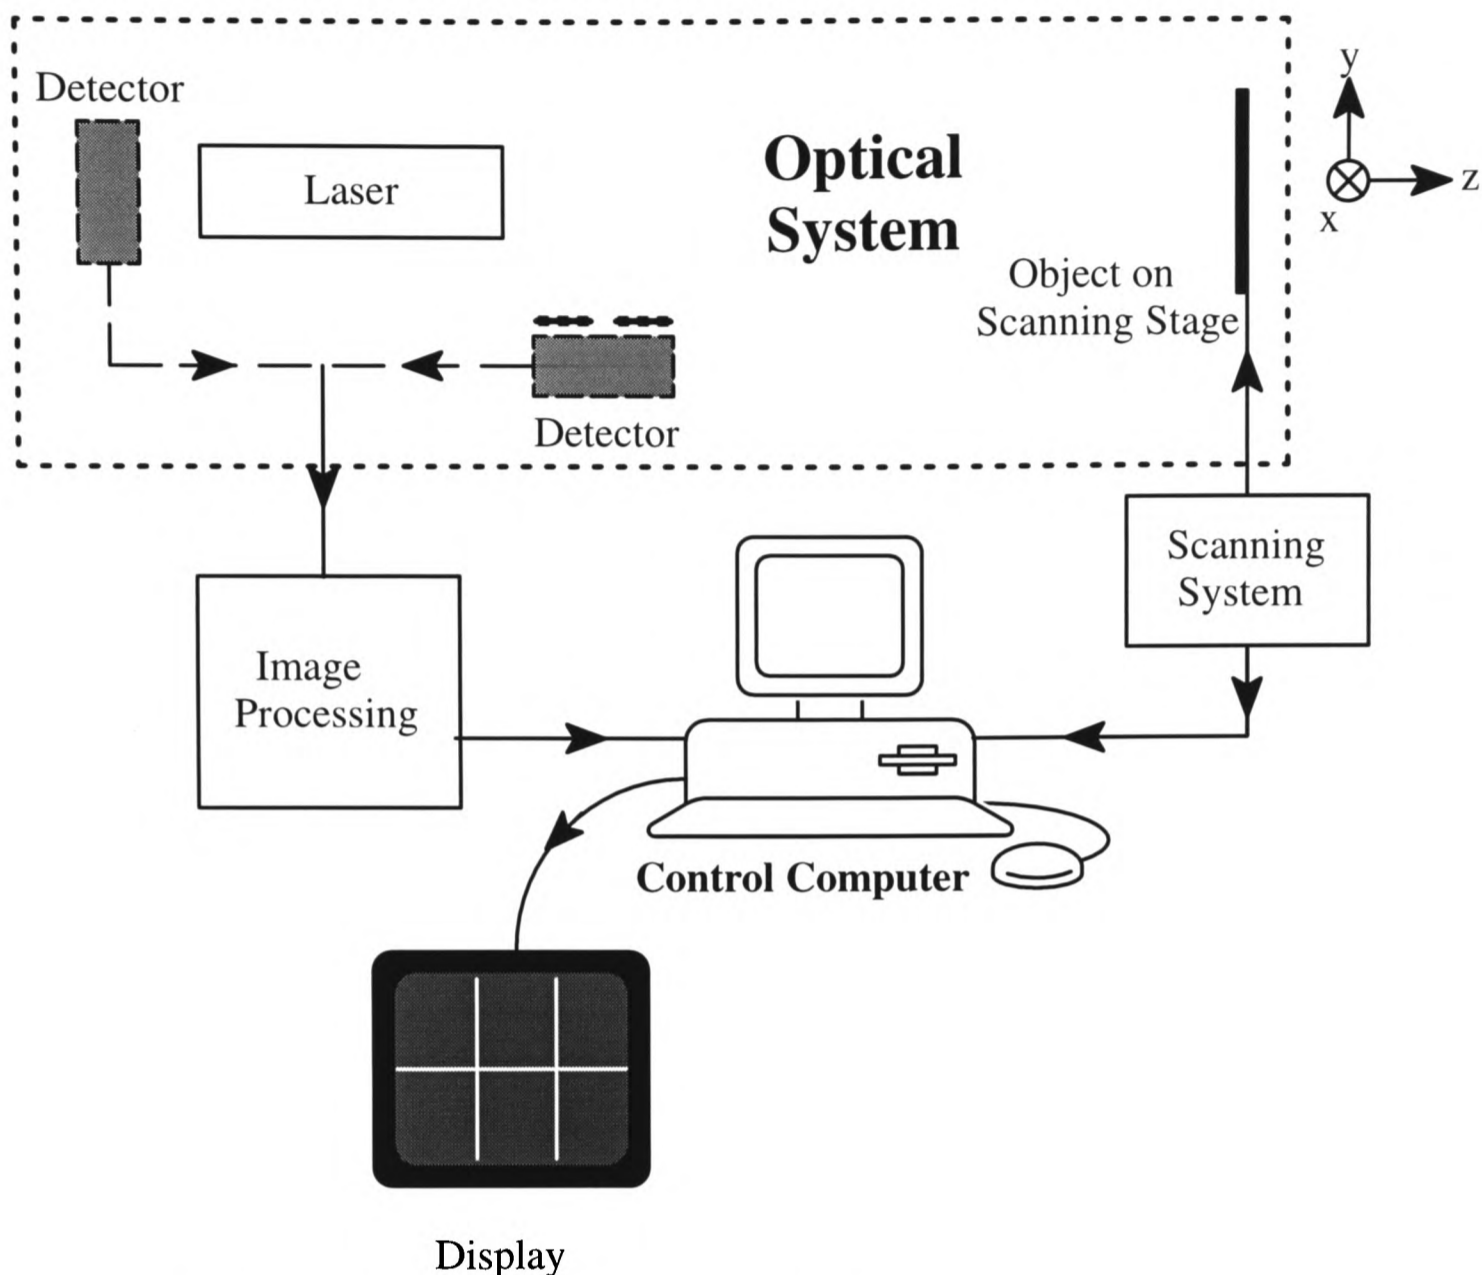 Detector
Laser
Optical
System
y
z
x
Object on
Scanning Stage
Detector
Scanning
System
Image
Processing
Control Computer
Display